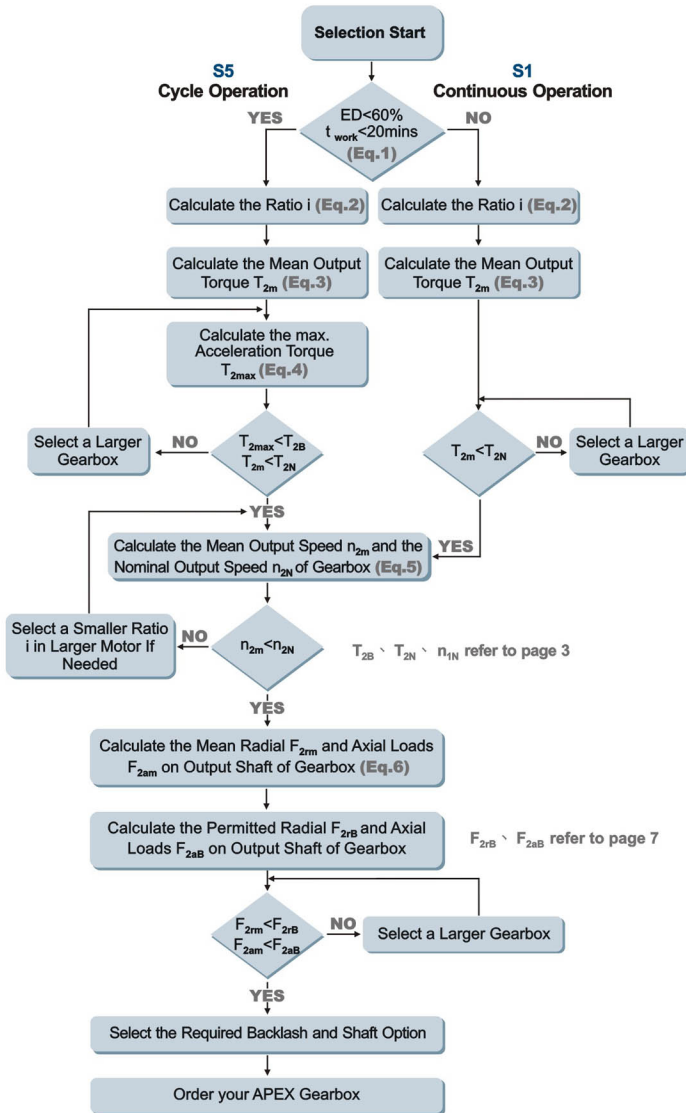 Selection Start
S5
Cycle Operation
S1
Continuous Operation
YES
ED<60%
t work<20mins
(Eq.1)
NO
Calculate the Ratio i (Eq.2)
Calculate the Ratio i (Eq.2)
Calculate the Mean Output
Torque T2m (Eq.3)
Calculate the Mean Output
Torque T2m (Eq.3)
Calculate the max.
Acceleration Torque
T2max (Eq.4)
Select a Larger
Gearbox
NO
T2max<T2B
T2m<T2N
T2m<T2N
NO
Select a Larger
Gearbox
YES
YES
Calculate the Mean Output Speed n2m and the
Nominal Output Speed n2N of Gearbox (Eq.5)
Select a Smaller Ratio
i in Larger Motor If
Needed
NO
n2m<n2N
T2B、T2N、n1N refer to page 3
YES
Calculate the Mean Radial F2rm and Axial Loads
F2am on Output Shaft of Gearbox (Eq.6)
Calculate the Permitted Radial F2rB and Axial
Loads F2aB on Output Shaft of Gearbox
F2rB、F2aB refer to page 7
F2rm<F2rB
F2am<F2aB
NO
Select a Larger Gearbox
YES
Select the Required Backlash and Shaft Option
Order your APEX Gearbox